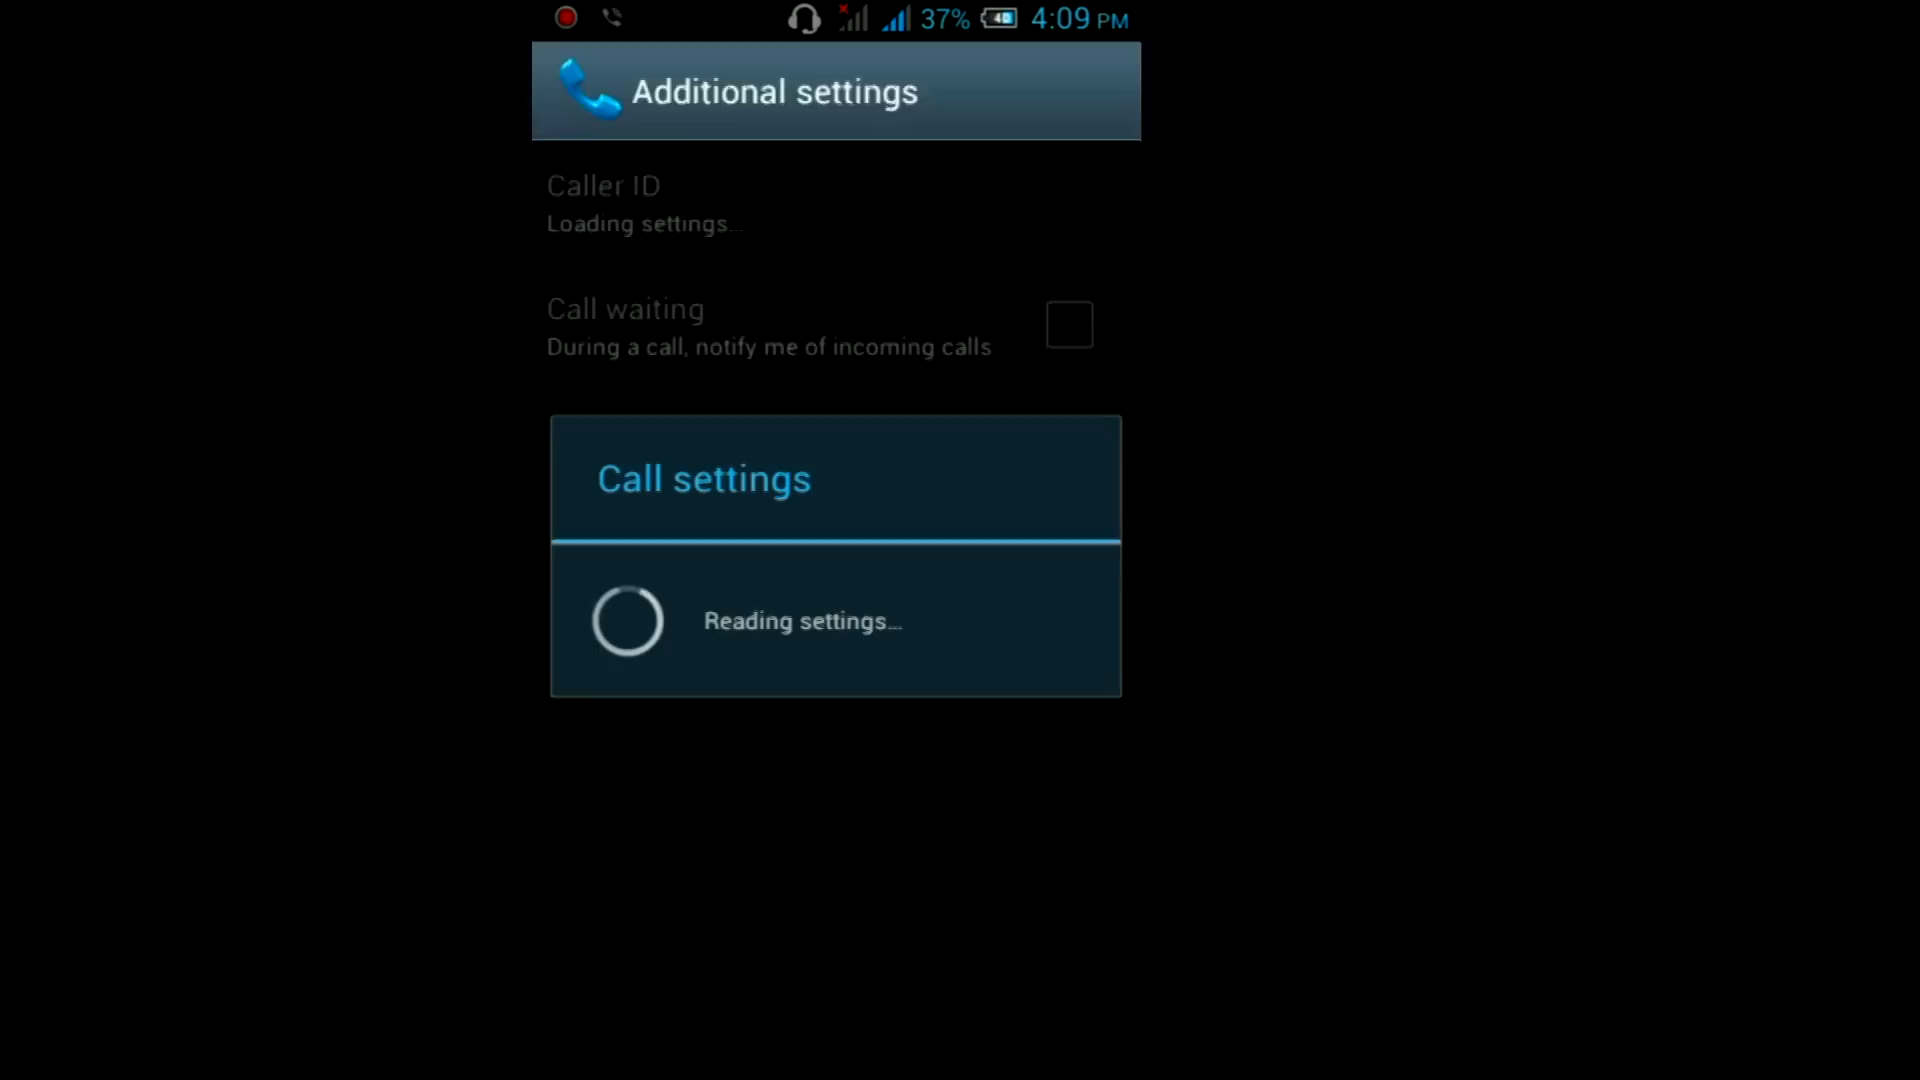 37% 40 4:09 PM
Additional settings
Caller ID
Loading settings...
Call waiting
During a call, notify me of incoming calls
Call settings
Reading settings...